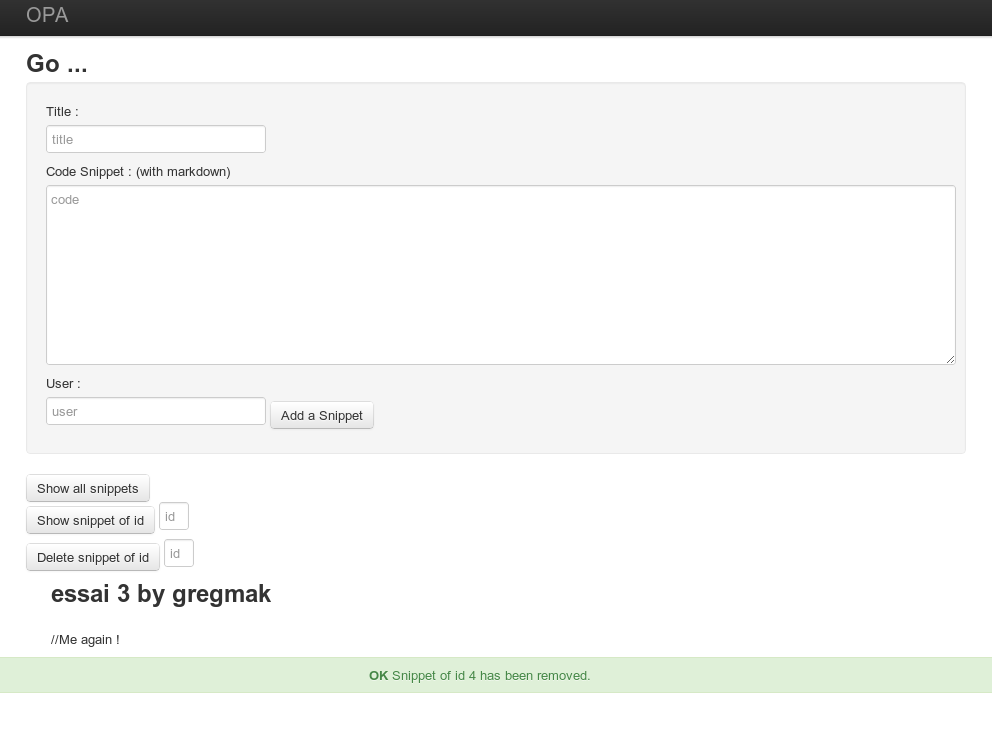 OPA
Go ...
Title :
title
Code Snippet : (with markdown)
code
User :
user Add a Snippet
Show all snippets
Show snippet of id id
Delete snippet of id id
essai 3 by gregmak
//Me again !
OK Snippet of id 4 has been removed.